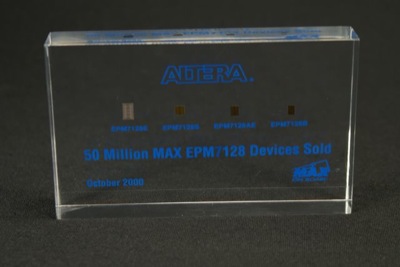 ALTERA
EPM7128E EPM7128S EPM7128AE EPM7128B
50 Million MAX EPM7128 Devices Sold
October 2000 MAX